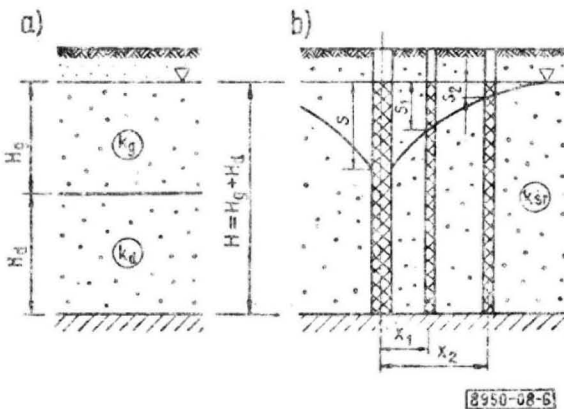 a)
b)
H_g
k_g
H_d
k_d
H=H_g+H_d
S
S_1
S_2
k_śr
x_1
x_2
8950-08-6